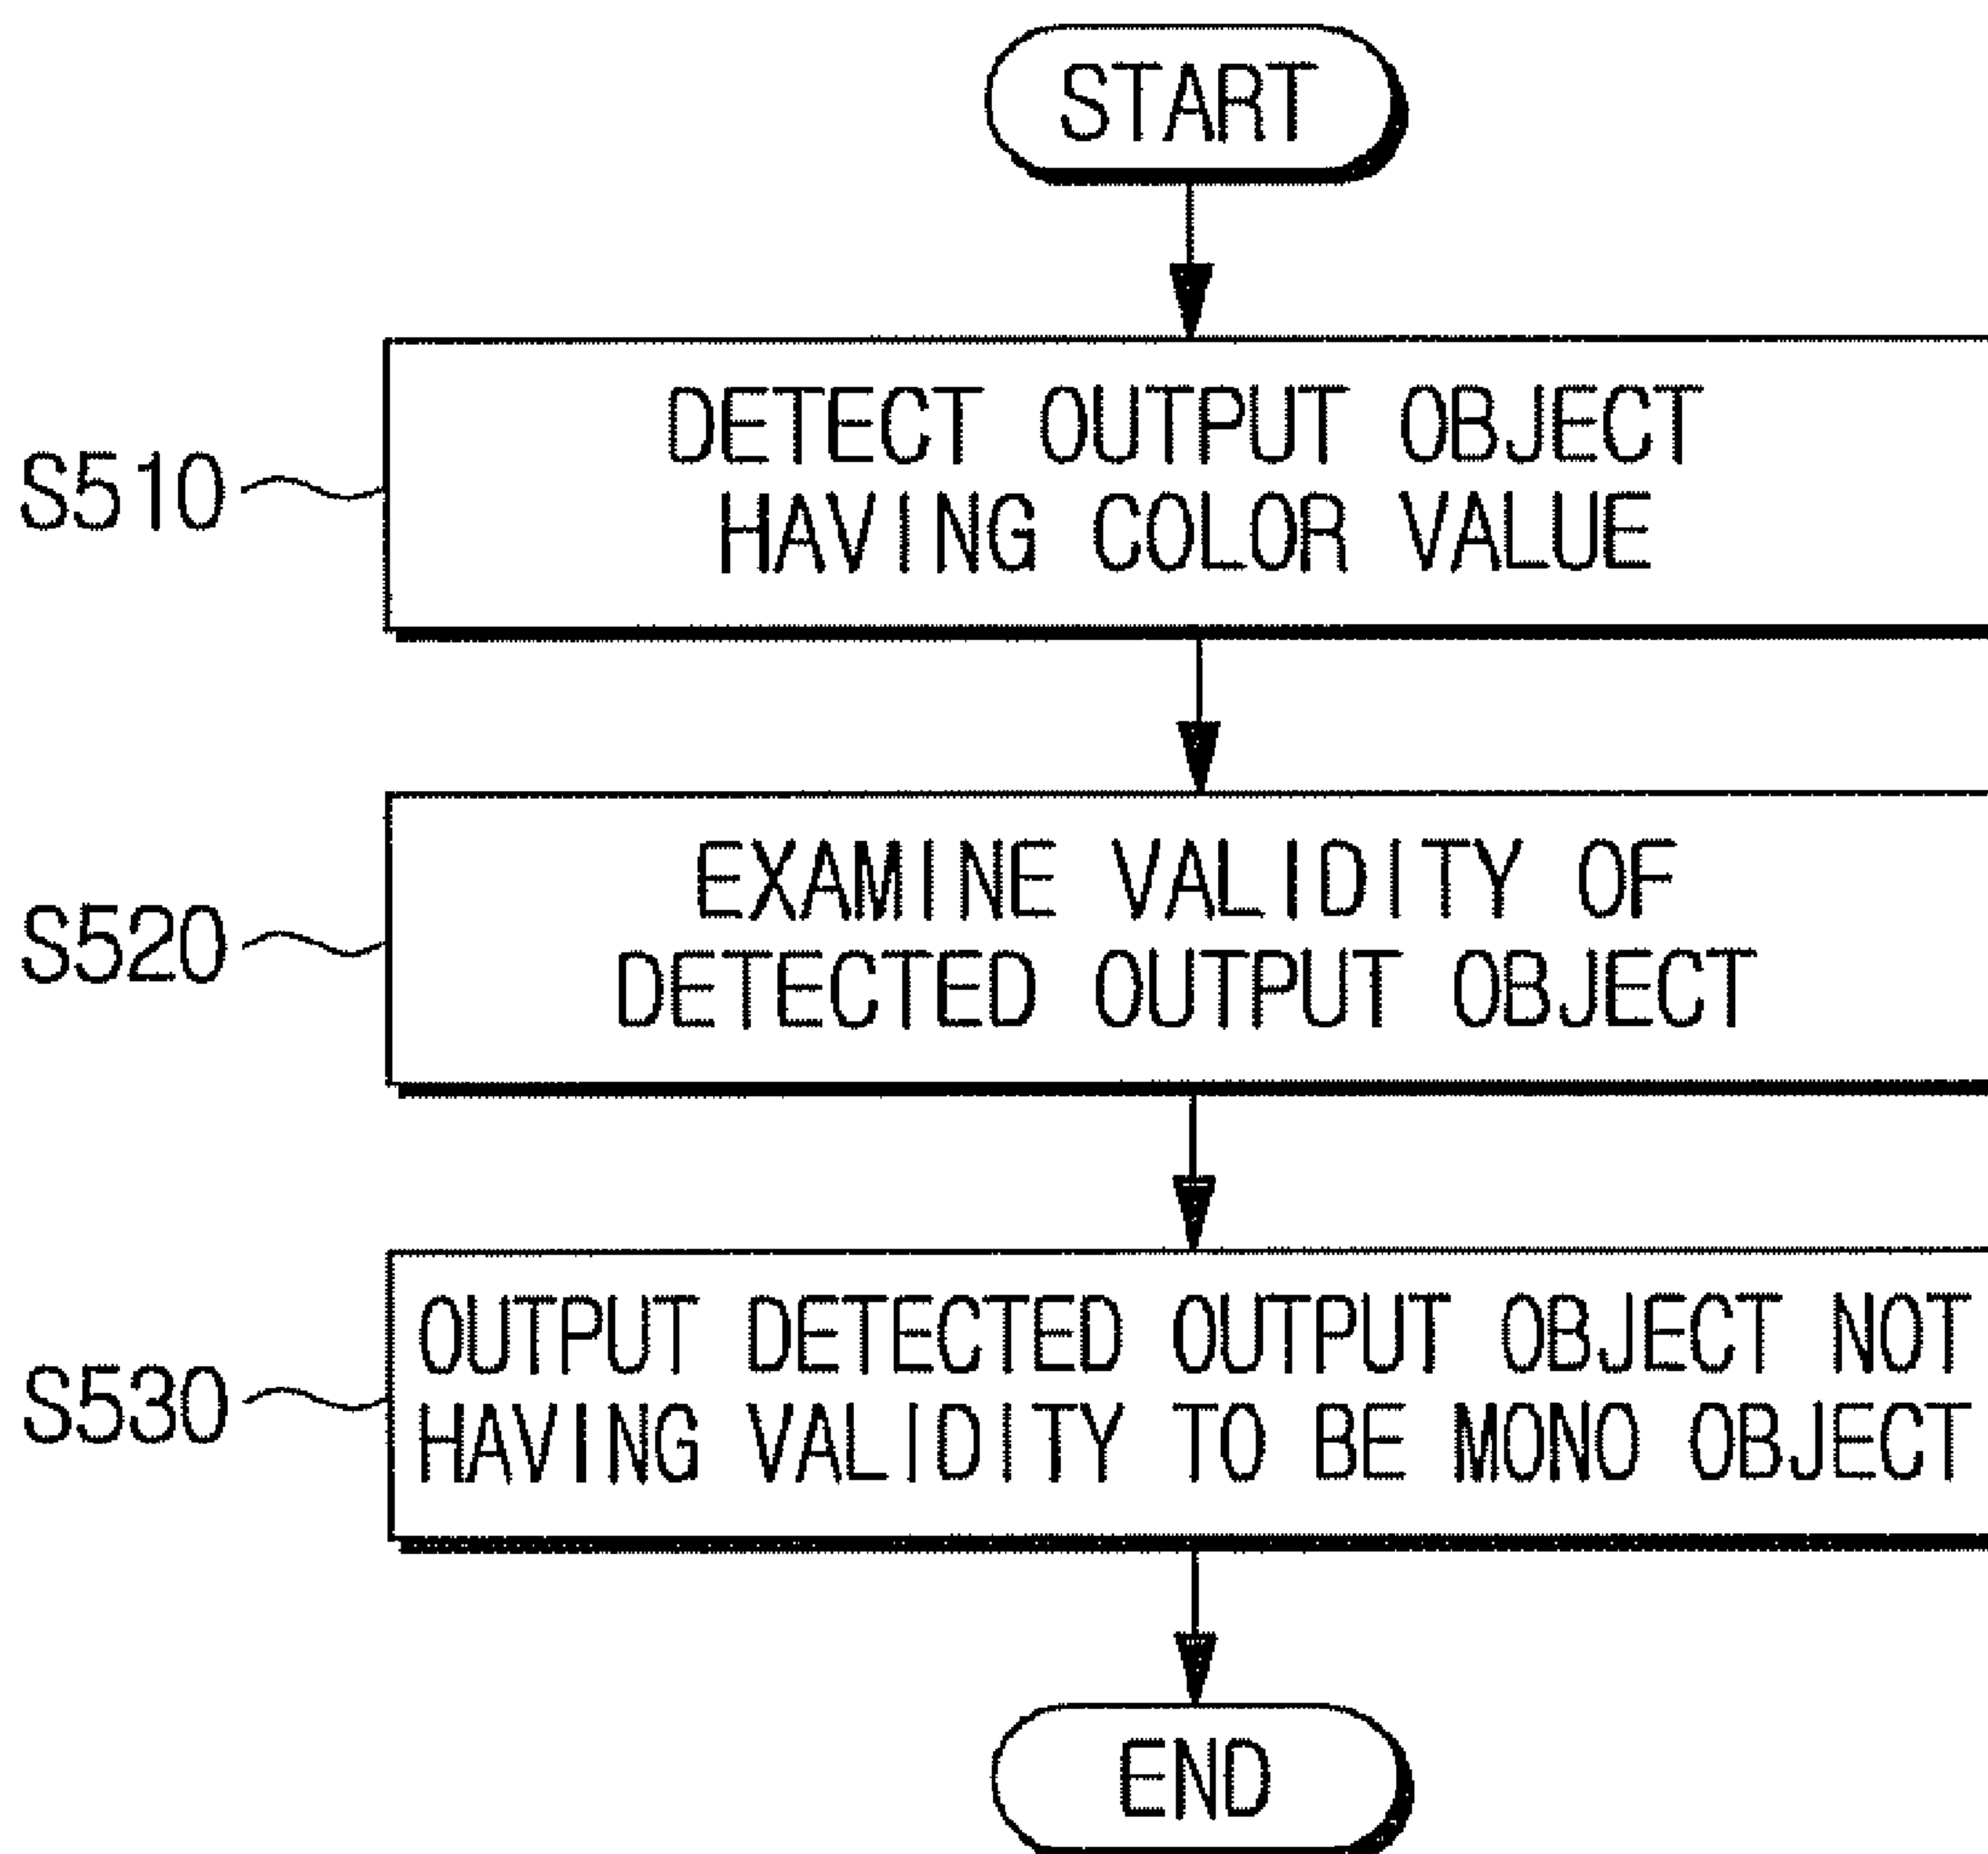 START
S510
DETECT OUTPUT OBJECT
HAVING COLOR VALUE
S520
EXAMINE VALIDITY OF
DETECTED OUTPUT OBJECT
S530
OUTPUT DETECTED OUTPUT OBJECT NOT
HAVING VALIDITY TO BE MONO OBJECT
END